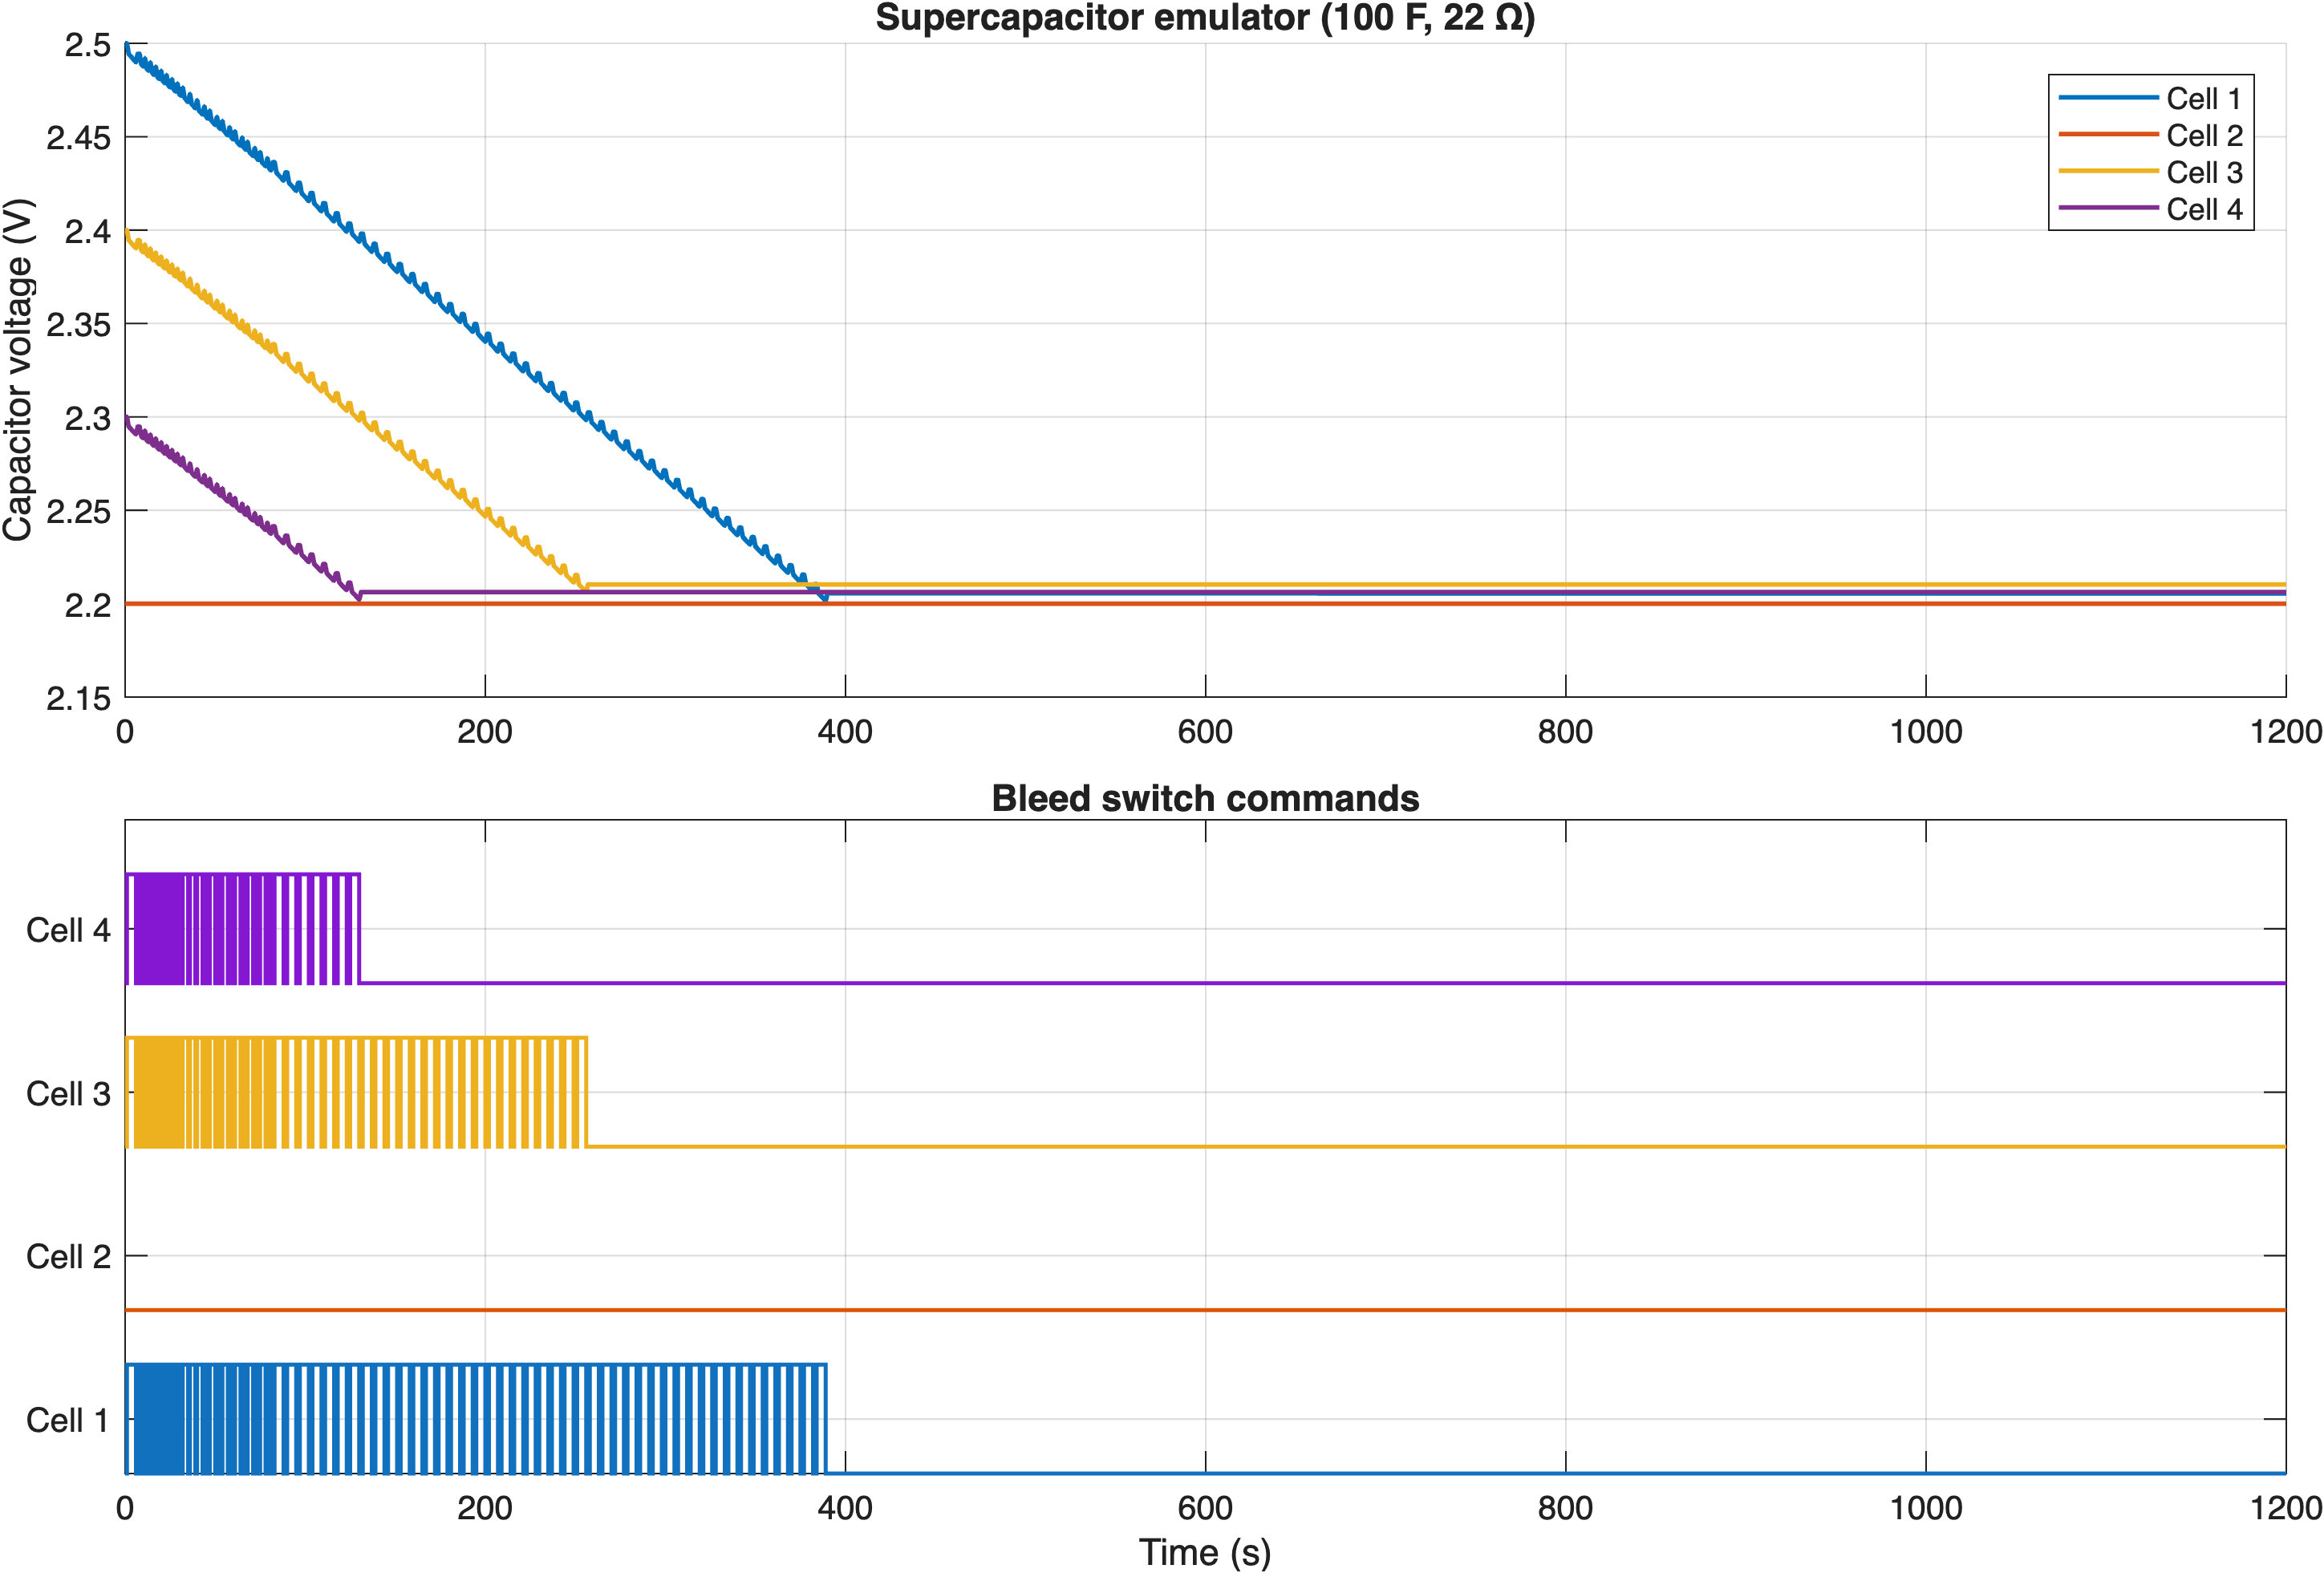 Supercapacitor emulator (100 F, 22 Ω)
Capacitor voltage (V)
2.5
2.45
2.4
2.35
2.3
2.25
2.2
2.15
0 200 400 600 800 1000 1200
Cell 1
Cell 2
Cell 3
Cell 4
Bleed switch commands
Cell 4
Cell 3
Cell 2
Cell 1
0 200 400 600 800 1000 1200
Time (s)